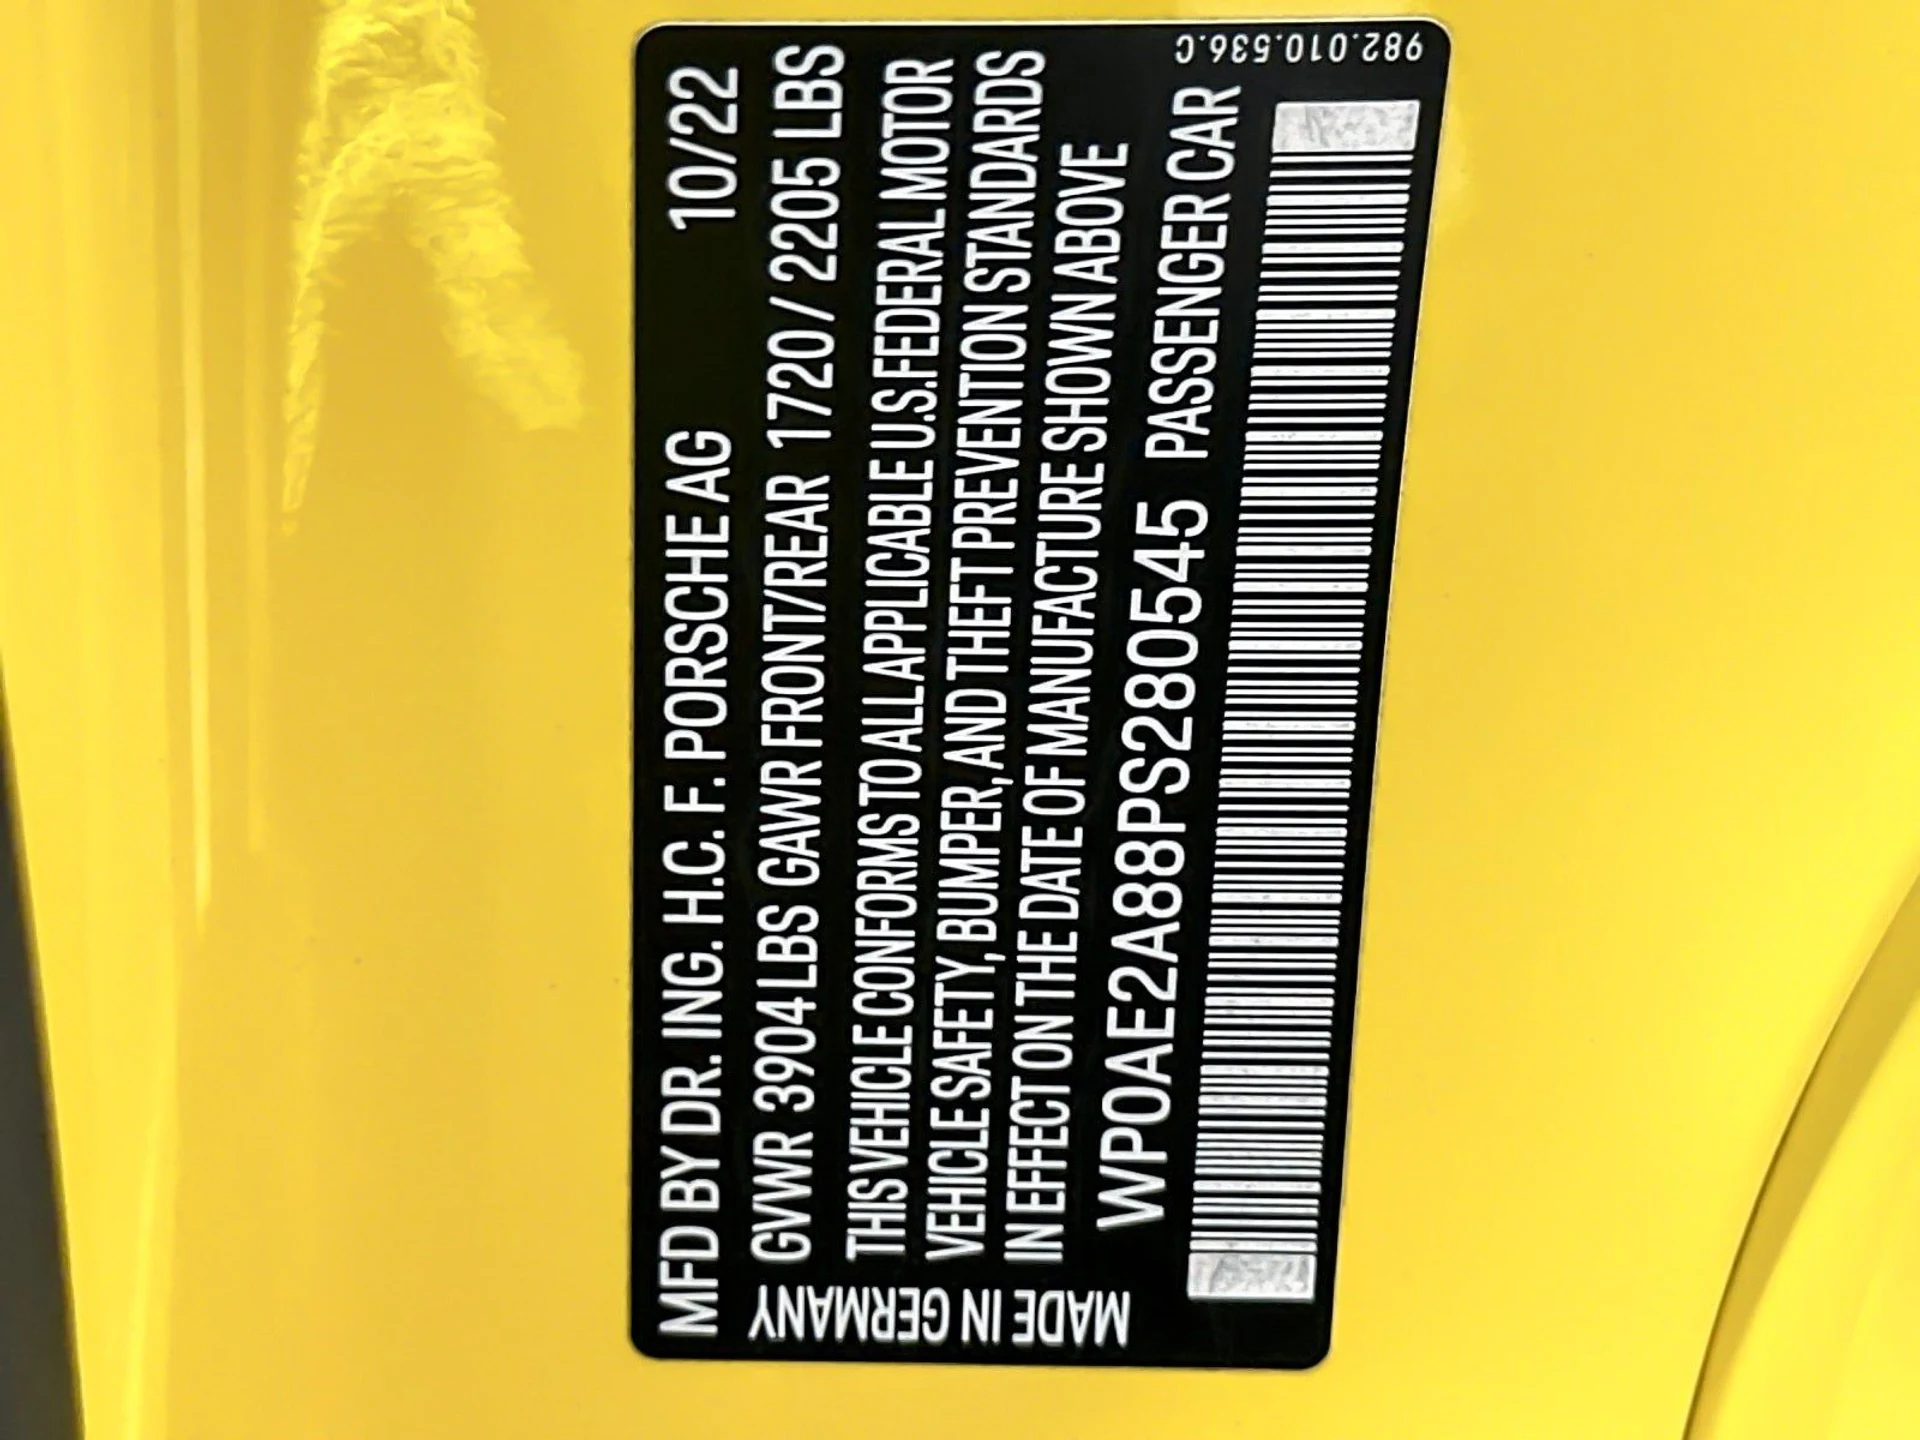 MFD BY DR. ING. H.C. F. PORSCHE AG 10/22
GVWR 3904 LBS GAWR FRONT/REAR 1720 / 2205 LBS
THIS VEHICLE CONFORMS TO ALL APPLICABLE U.S. FEDERAL MOTOR
VEHICLE SAFETY, BUMPER, AND THEFT PREVENTION STANDARDS
IN EFFECT ON THE DATE OF MANUFACTURE SHOWN ABOVE
WP0AE2A88PS280545 PASSENGER CAR
MADE IN GERMANY
982.010.536.C